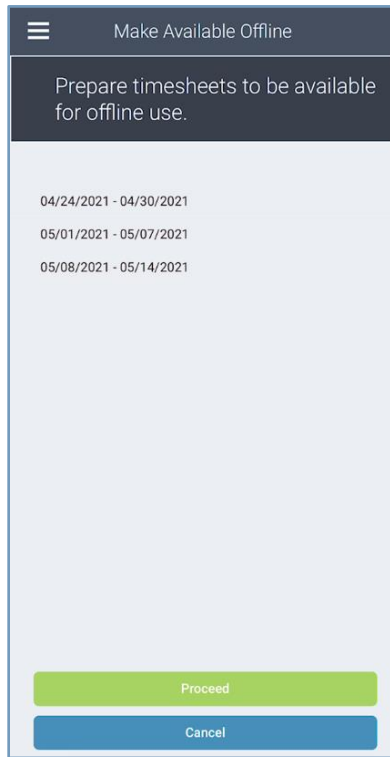 Make Available Offline
Prepare timesheets to be available
for offline use.
04/24/2021 - 04/30/2021
05/01/2021 - 05/07/2021
05/08/2021 - 05/14/2021
Proceed
Cancel